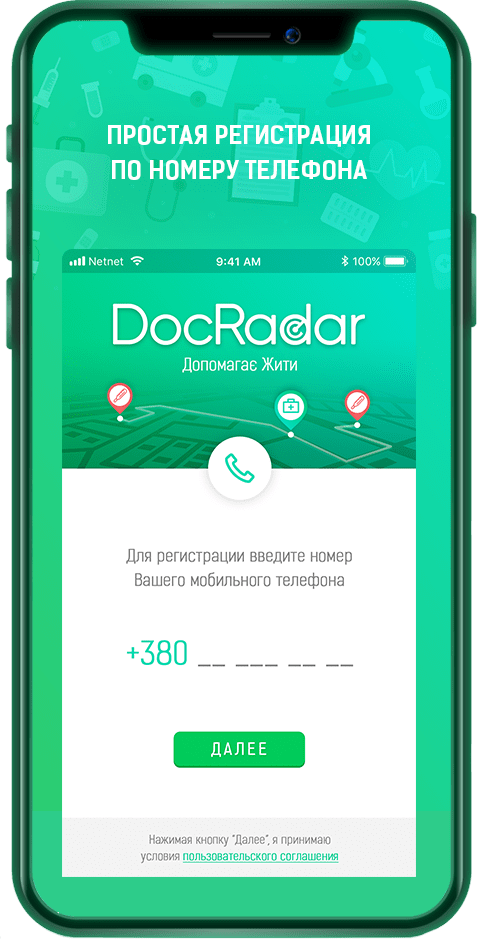 ПРОСТАЯ РЕГИСТРАЦИЯ
ПО НОМЕРУ ТЕЛЕФОНА
Netnet 9:41 AM 100%
DocRadar
Допомагає Жити
Для регистрации введите номер
Вашего мобильного телефона
+380 __ ___ __ __
ДАЛЕЕ
Нажимая кнопку "Далее", я принимаю
условия пользовательского соглашения